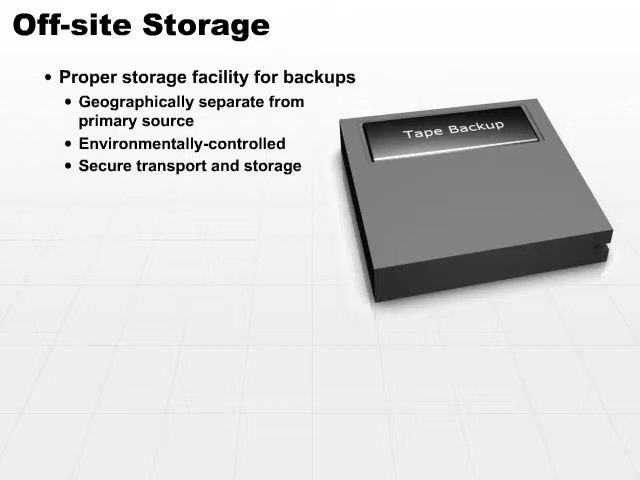 Off-site Storage
• Proper storage facility for backups
• Geographically separate from
primary source
• Environmentally-controlled
• Secure transport and storage
Tape Backup